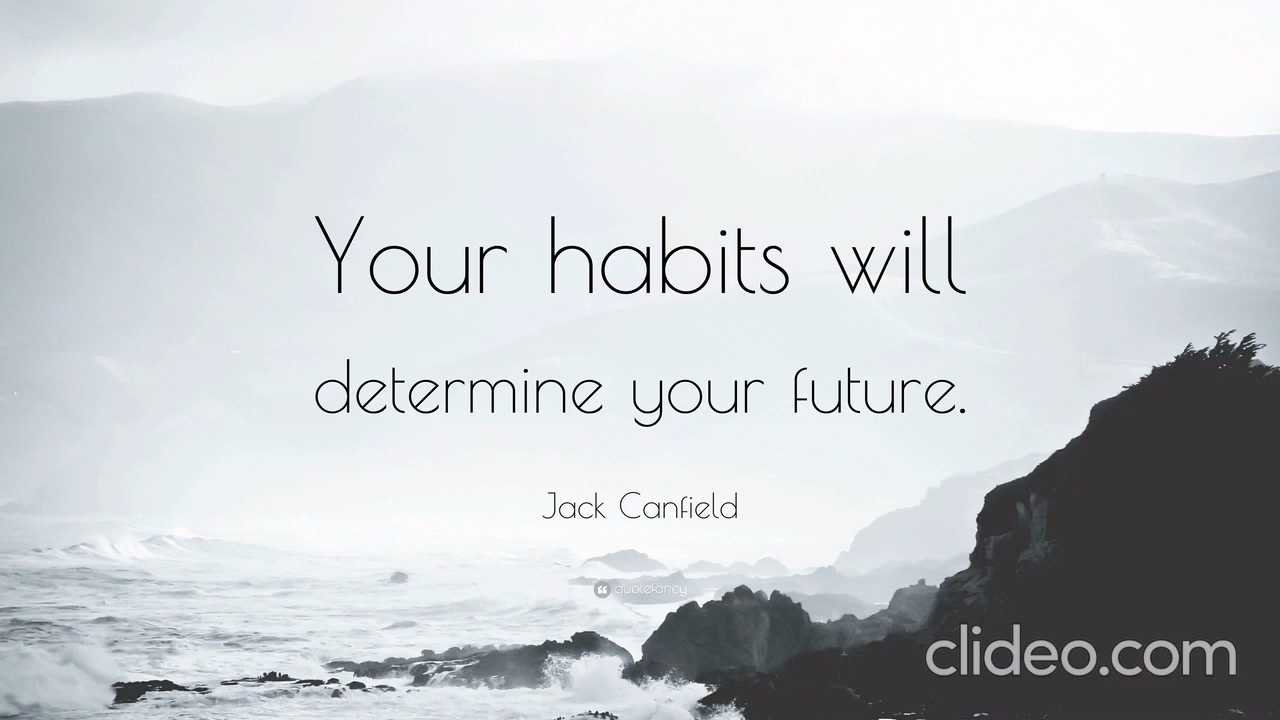 Your habits will
determine your future.
Jack Canfield
quotefancy
clideo.com